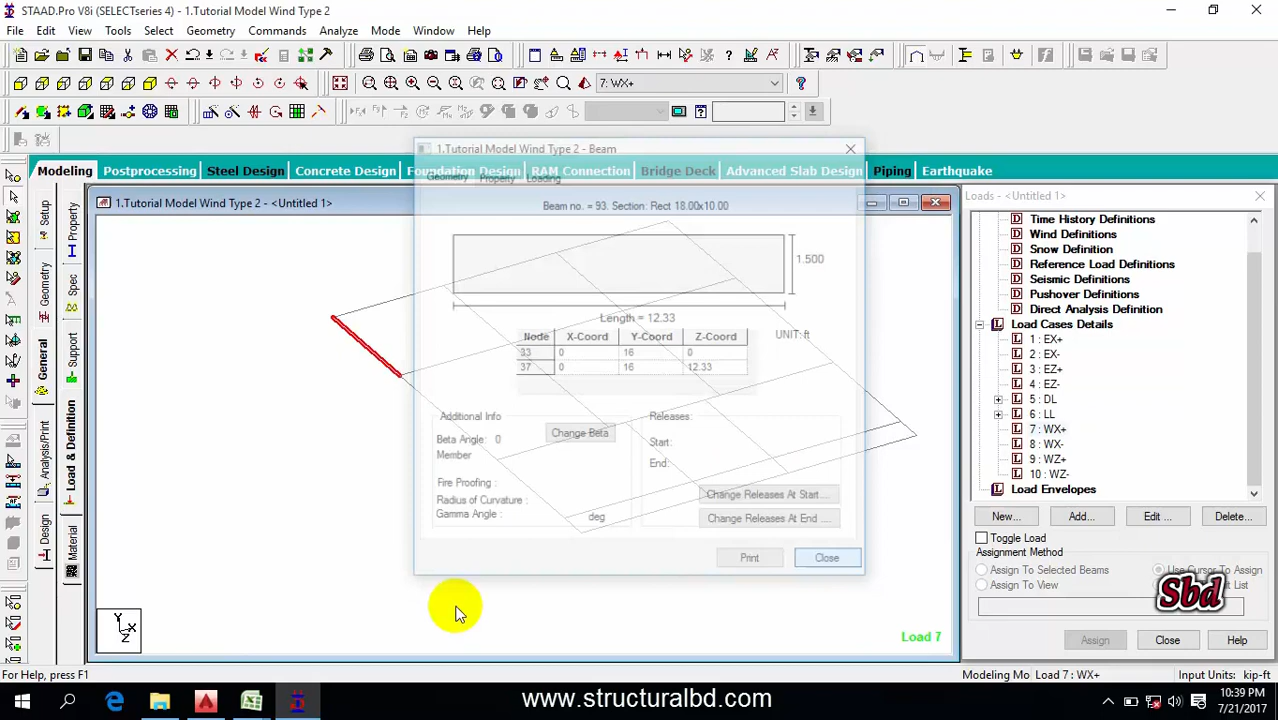 STAAD.Pro V8i (SELECTseries 4) - 1.Tutorial Model Wind Type 2
File Edit View Tools Select Geometry Commands Analyze Mode Window Help
7: WX+
Modeling Postprocessing Steel Design Concrete Design Foundation Design RAM Connection Bridge Deck Advanced Slab Design Piping Earthquake
1.Tutorial Model Wind Type 2 - <Untitled 1>
Setup
Geometry
General
Analysis/Print
Design
Property
Spec
Support
Load & Definition
Material
1.Tutorial Model Wind Type 2 - Beam
Geometry Property Loading
Beam no. = 93. Section: Rect 18.00x10.00
1.500
Length = 12.33
UNIT: ft
Node X-Coord Y-Coord Z-Coord
33 0 16 0
37 0 16 12.33
Additional Info
Beta Angle: 0
Change Beta
Member
Fire Proofing :
Radius of Curvature :
Gamma Angle :
deg
Releases:
Start:
End:
Change Releases At Start...
Change Releases At End ...
Print Close
Load 7
Loads - <Untitled 1>
Time History Definitions
Wind Definitions
Snow Definition
Reference Load Definitions
Seismic Definitions
Pushover Definitions
Direct Analysis Definition
Load Cases Details
1 : EX+
2 : EX-
3 : EZ+
4 : EZ-
5 : DL
6 : LL
7 : WX+
8 : WX-
9 : WZ+
10 : WZ-
Load Envelopes
New... Add... Edit ... Delete...
Toggle Load
Assignment Method
Assign To Selected Beams
Use Cursor To Assign
Assign To View
t List
Sbd
Assign Close Help
For Help, press F1
Modeling Mo Load 7 : WX+ Input Units: kip-ft
www.structuralbd.com
10:39 PM
7/21/2017